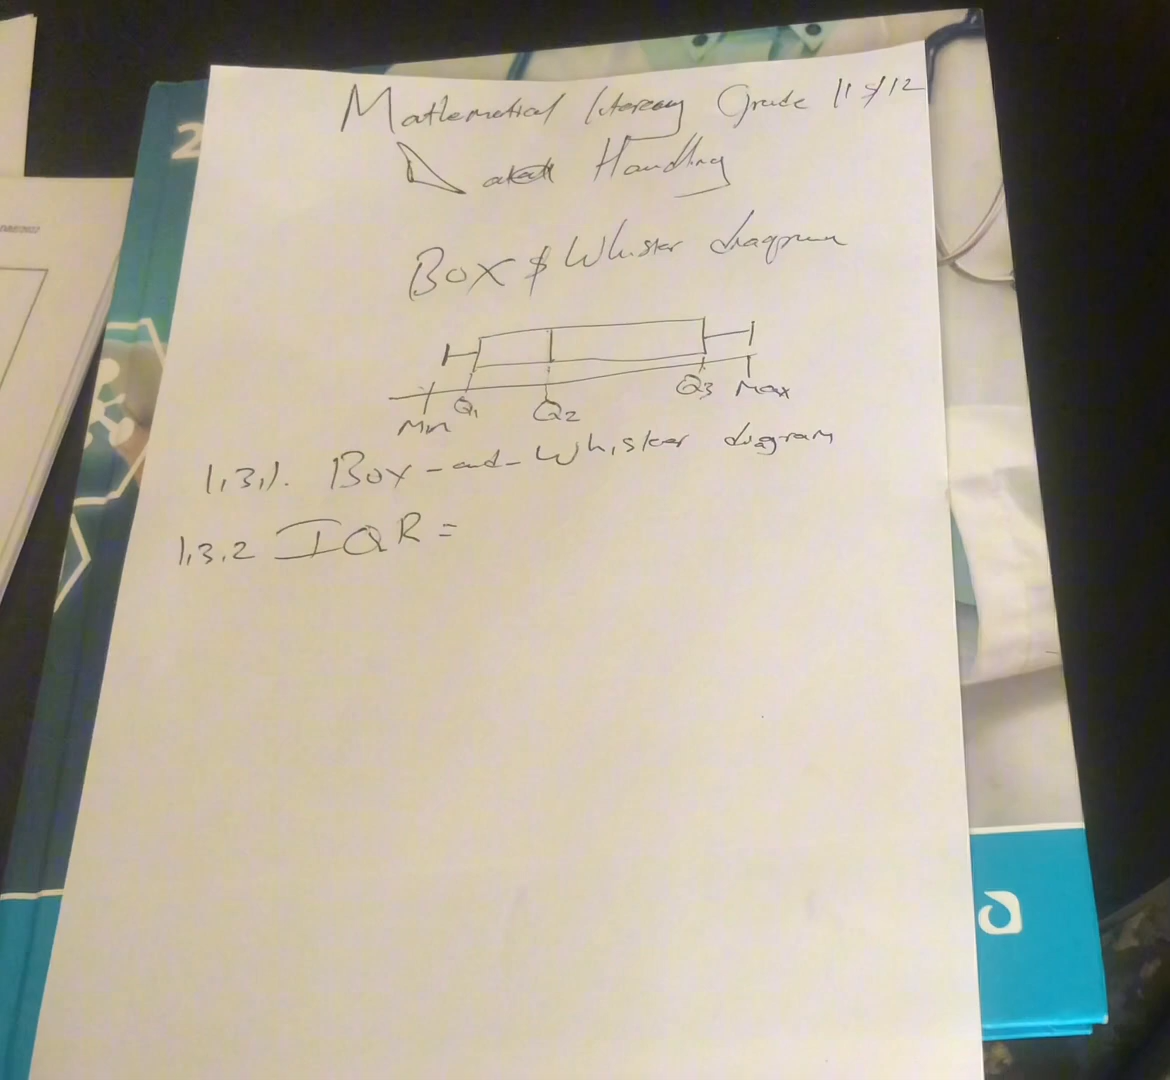 Mathematical literacy Grade 11 & 12
Data Handling
Box & Whisker diagram
Min Q1 Q2 Q3 Max
1.3.1. Box-and-Whisker diagram
1.3.2 IQR =
2